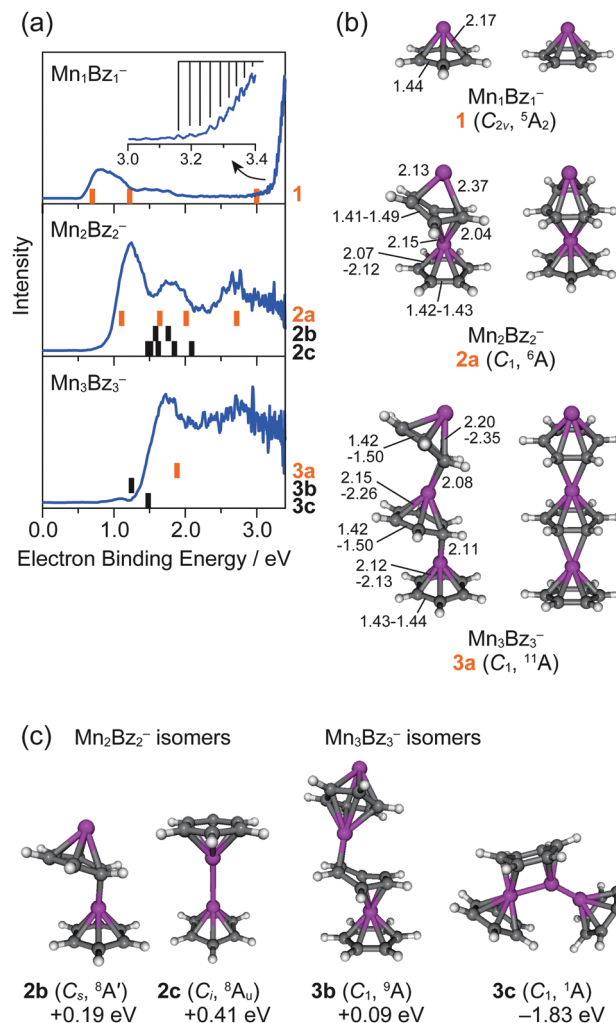 (a)
Mn₁Bz₁⁻
3.0 3.2 3.4
1
Mn₂Bz₂⁻
2a
2b
2c
Mn₃Bz₃⁻
3a
3b
3c
0.0 1.0 2.0 3.0
Electron Binding Energy / eV
Intensity
(b)
2.17
1.44
Mn₁Bz₁⁻
1 (C₂ᵥ, ⁵A₂)
2.13
2.37
1.41-1.49
2.04
2.15
2.07
-2.12
1.42-1.43
Mn₂Bz₂⁻
2a (C₁, ⁶A)
2.20
-2.35
1.42
-1.50
2.15
-2.26
2.08
1.42
-1.50
2.11
2.12
-2.13
1.43-1.44
Mn₃Bz₃⁻
3a (C₁, ¹¹A)
(c)
Mn₂Bz₂⁻ isomers
Mn₃Bz₃⁻ isomers
2b (Cₛ, ⁸A′)
+0.19 eV
2c (Cᵢ, ⁸Aᵤ)
+0.41 eV
3b (C₁, ⁹A)
+0.09 eV
3c (C₁, ¹A)
–1.83 eV